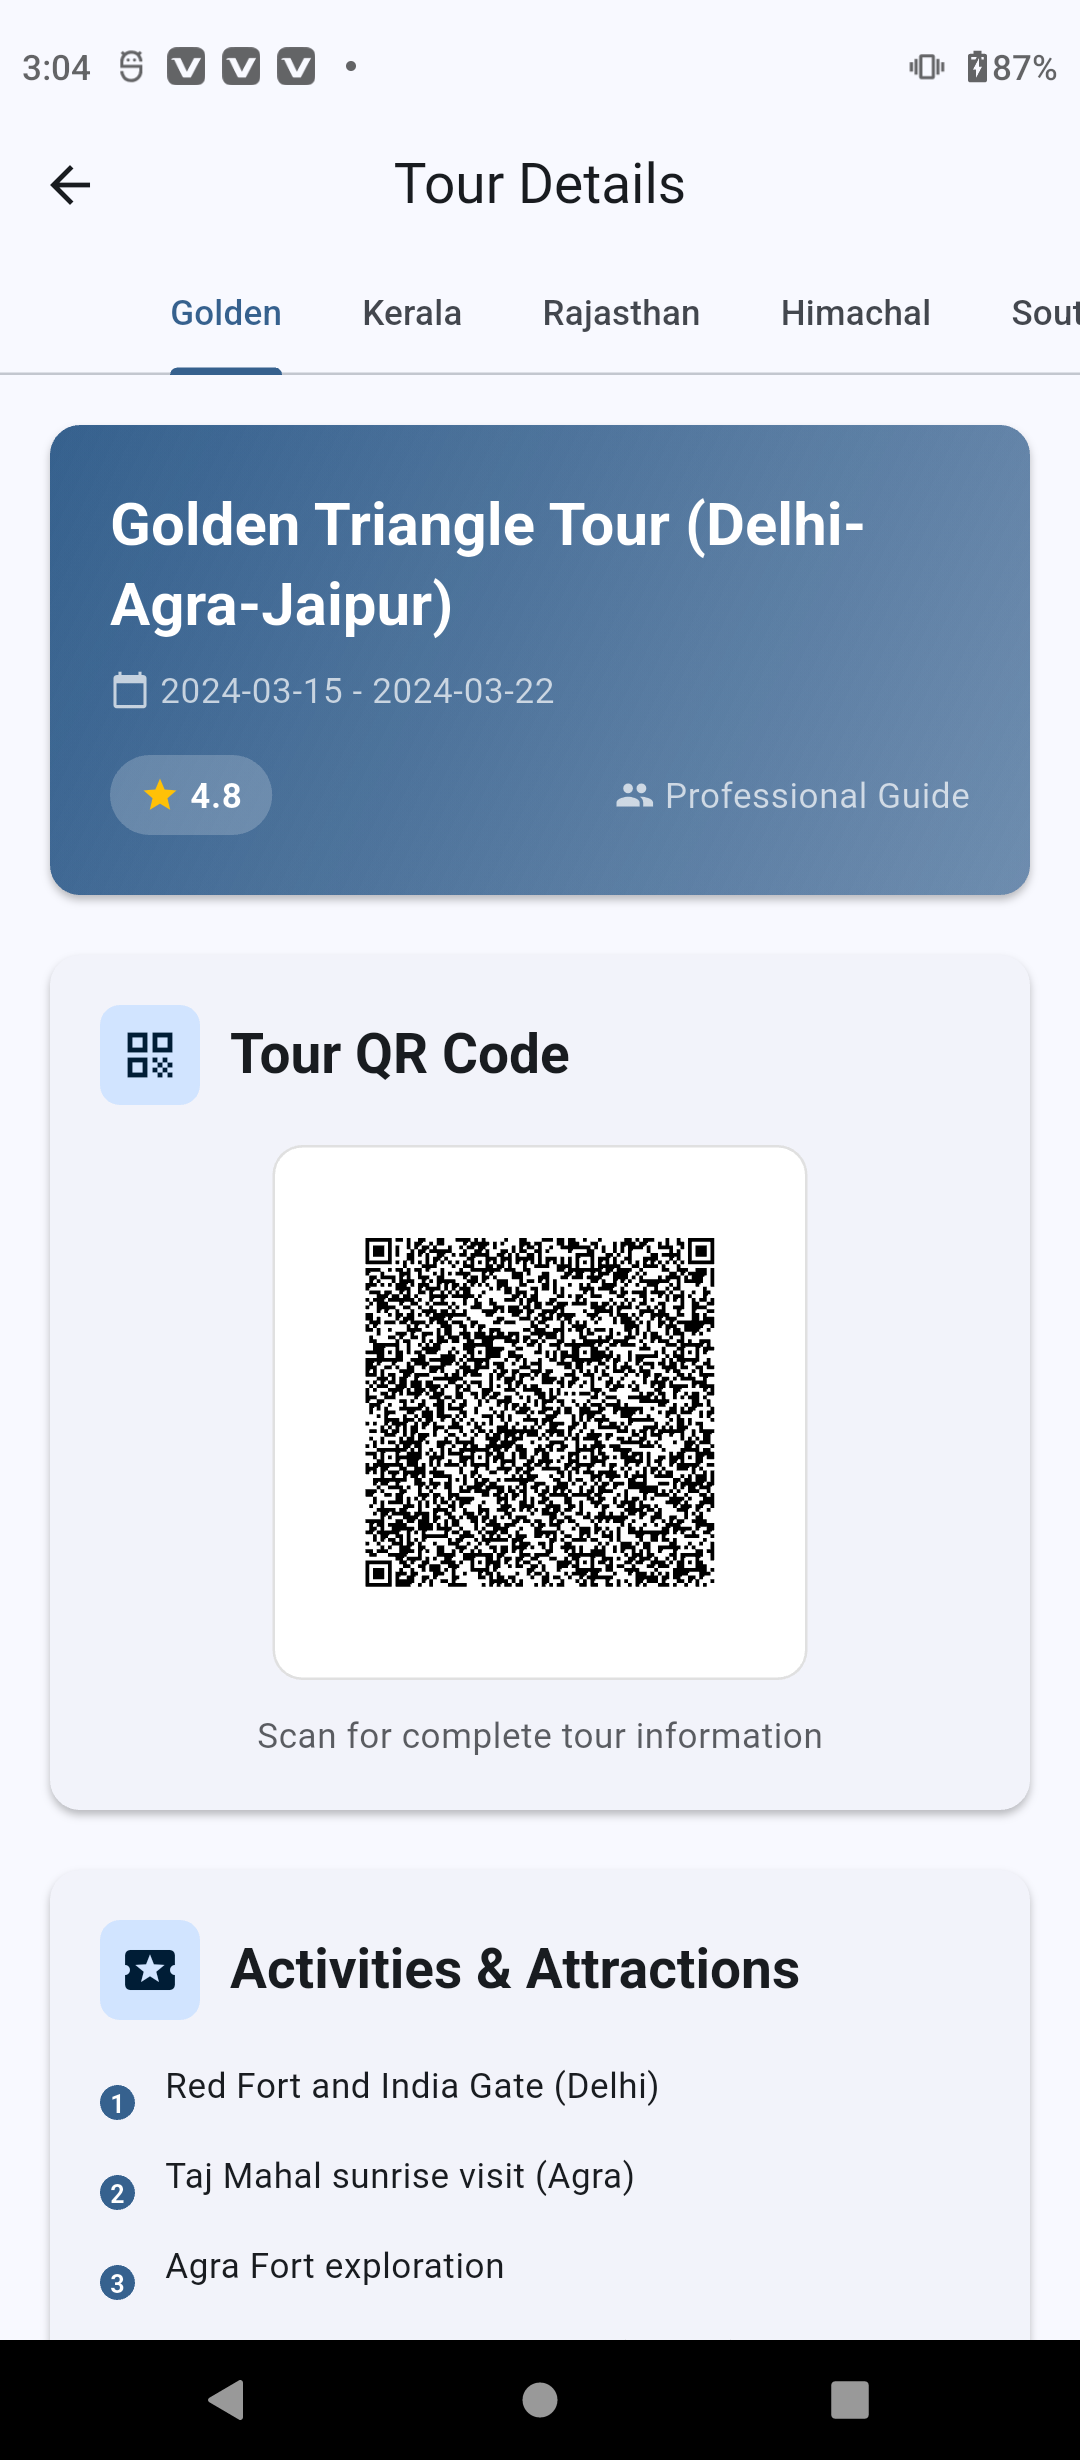 3:04
87%
Tour Details
Golden Kerala Rajasthan Himachal Sout
Golden Triangle Tour (Delhi-
Agra-Jaipur)
2024-03-15 - 2024-03-22
4.8
Professional Guide
Tour QR Code
Scan for complete tour information
Activities & Attractions
1 Red Fort and India Gate (Delhi)
2 Taj Mahal sunrise visit (Agra)
3 Agra Fort exploration